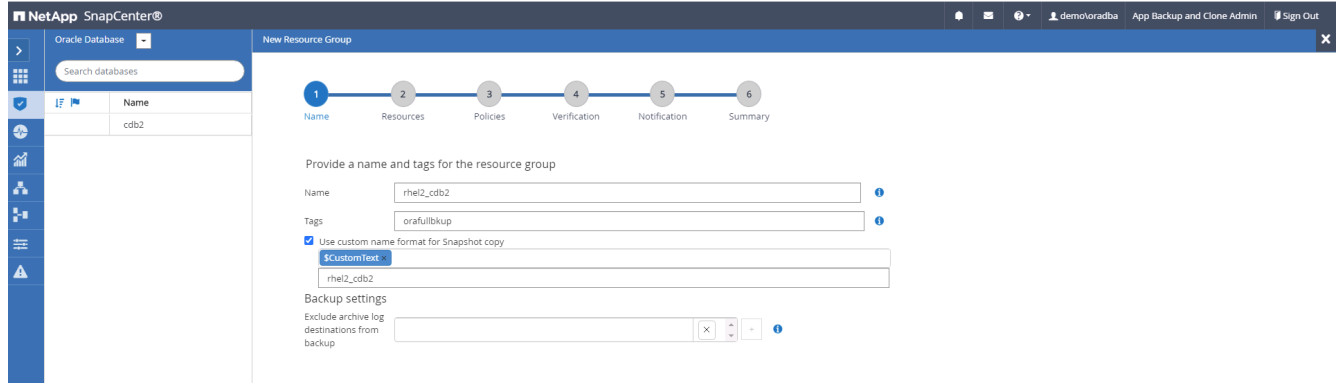 NetApp SnapCenter®
demo\oradba App Backup and Clone Admin Sign Out
Oracle Database
New Resource Group
Search databases
Name
cdb2
1 2 3 4 5 6
Name Resources Policies Verification Notification Summary
Provide a name and tags for the resource group
Name rhel2_cdb2
Tags orafullbkup
Use custom name format for Snapshot copy
$CustomText ×
rhel2_cdb2
Backup settings
Exclude archive log
destinations from
backup